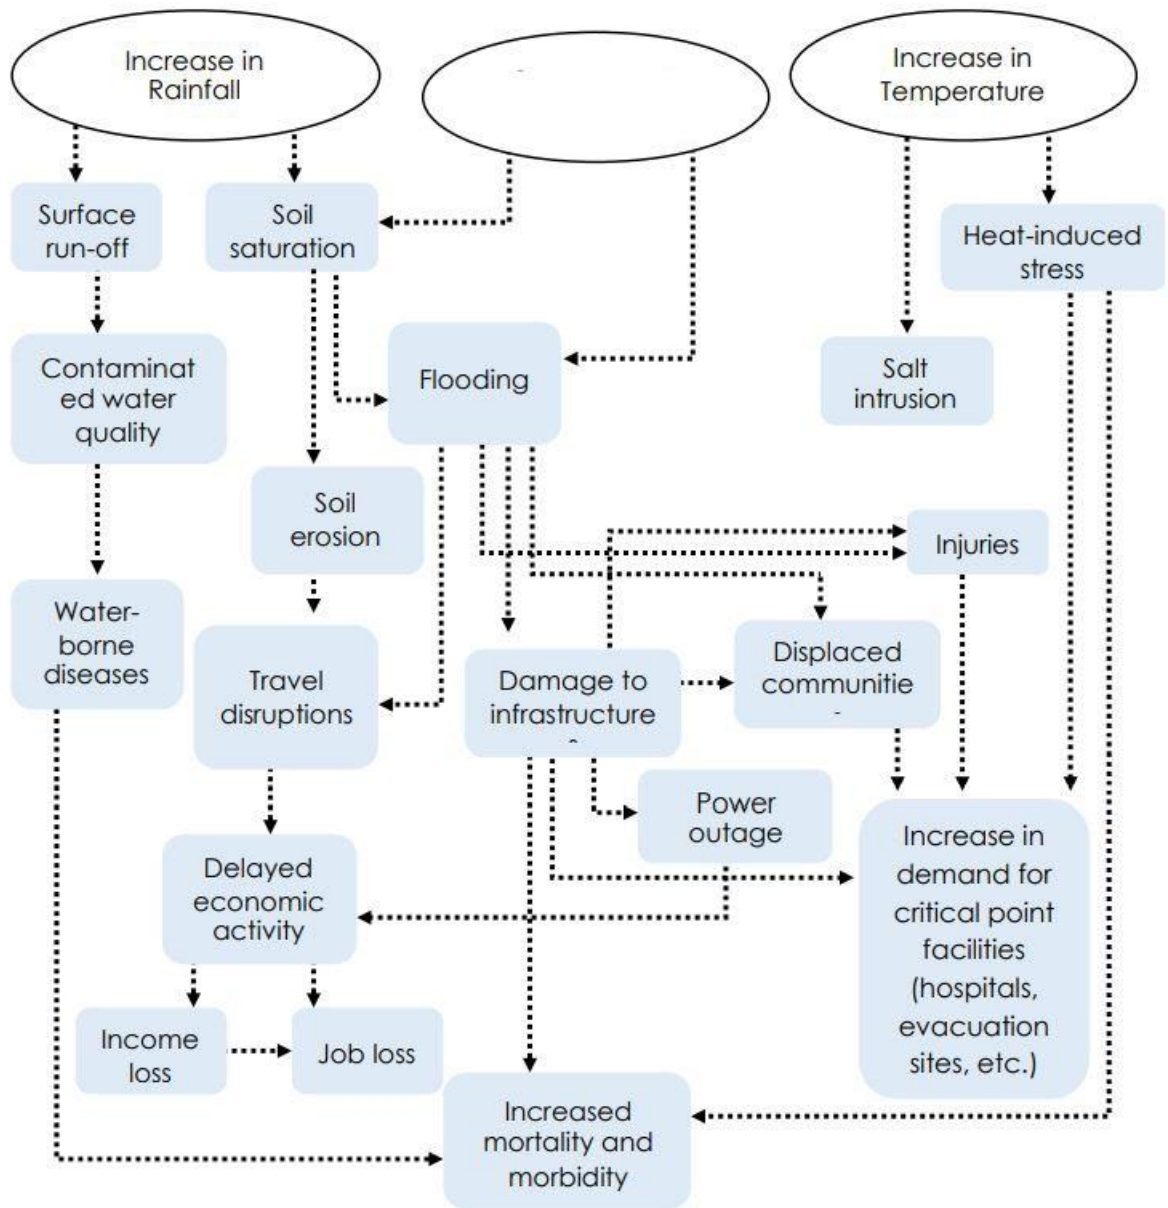 Increase in
Rainfall
Increase in
Temperature
Surface
run-off
Soil
saturation
Heat-induced
stress
Contaminat
ed water
quality
Flooding
Salt
intrusion
Soil
erosion
Injuries
Water-
borne
diseases
Travel
disruptions
Damage to
infrastructure
Displaced
communitie
Power
outage
Delayed
economic
activity
Increase in
demand for
critical point
facilities
(hospitals,
evacuation
sites, etc.)
Income
loss
Job loss
Increased
mortality and
morbidity